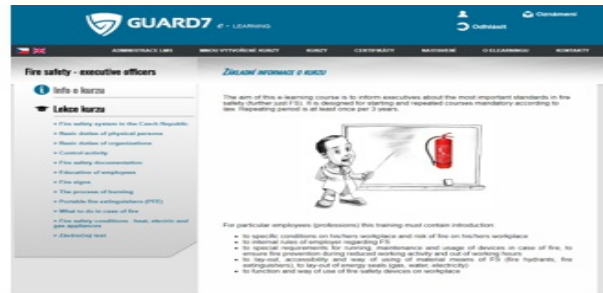 GUARD7 e - LEARNING
Oznámení
Odhlásit
ADMINISTRACE LMS MNOU VYTVOŘENÉ KURZY KURZY CERTIFIKÁTY NASTAVENÍ O ELEARNINGU KONTAKTY
Fire safety - executive officers
Info o kurzu
Lekce kurzu
» Fire safety system in the Czech Republic
» Basic duties of physical persons
» Basic duties of organizations
» Control activity
» Fire safety documentation
» Education of employees
» Fire signs
» The process of burning
» Portable fire extinguishers (PFE)
» What to do in case of fire
» Fire safety conditions - heat, electric and
gas appliances
» Závěrečný test
ZÁKLADNÍ INFORMACE O KURZU
The aim of this e-learning course is to inform executives about the most important standards in fire
safety (further just FS). It is designed for starting and repeated courses mandatory according to
law. Repeating period is at least once per 3 years.
For particular employees (professions) this training must contain introduction:
• to specific conditions on his/hers workplace and risk of fire on his/hers workplace
• to internal rules of employer regarding FS
• to special requirements for running, maintenance and usage of devices in case of fire, to
ensure fire prevention during reduced working activity and out of working hours
• to lay-out, accessibility and way of using of material means of FS (fire hydrants, fire
extinguishers), to lay-out of energy seals (gas, water, electricity)
• to function and way of use of fire safety devices on workplace